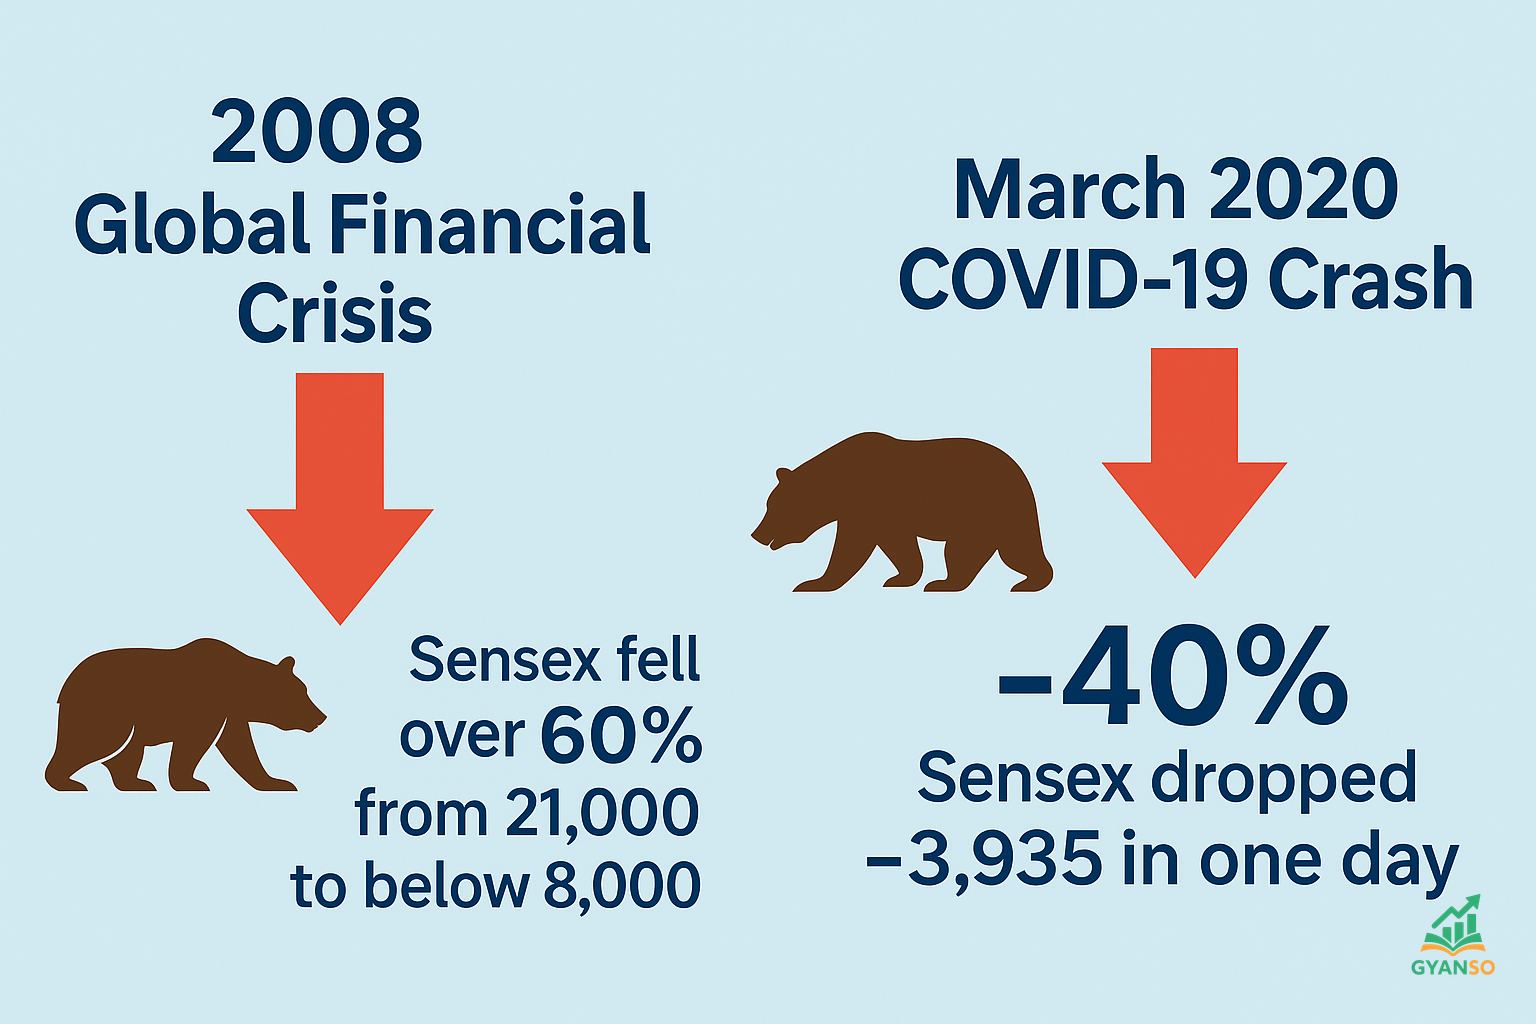 2008
Global Financial
Crisis
Sensex fell
over 60%
from 21,000
to below 8,000
March 2020
COVID-19 Crash
-40%
Sensex dropped
-3,935 in one day
GYANSO